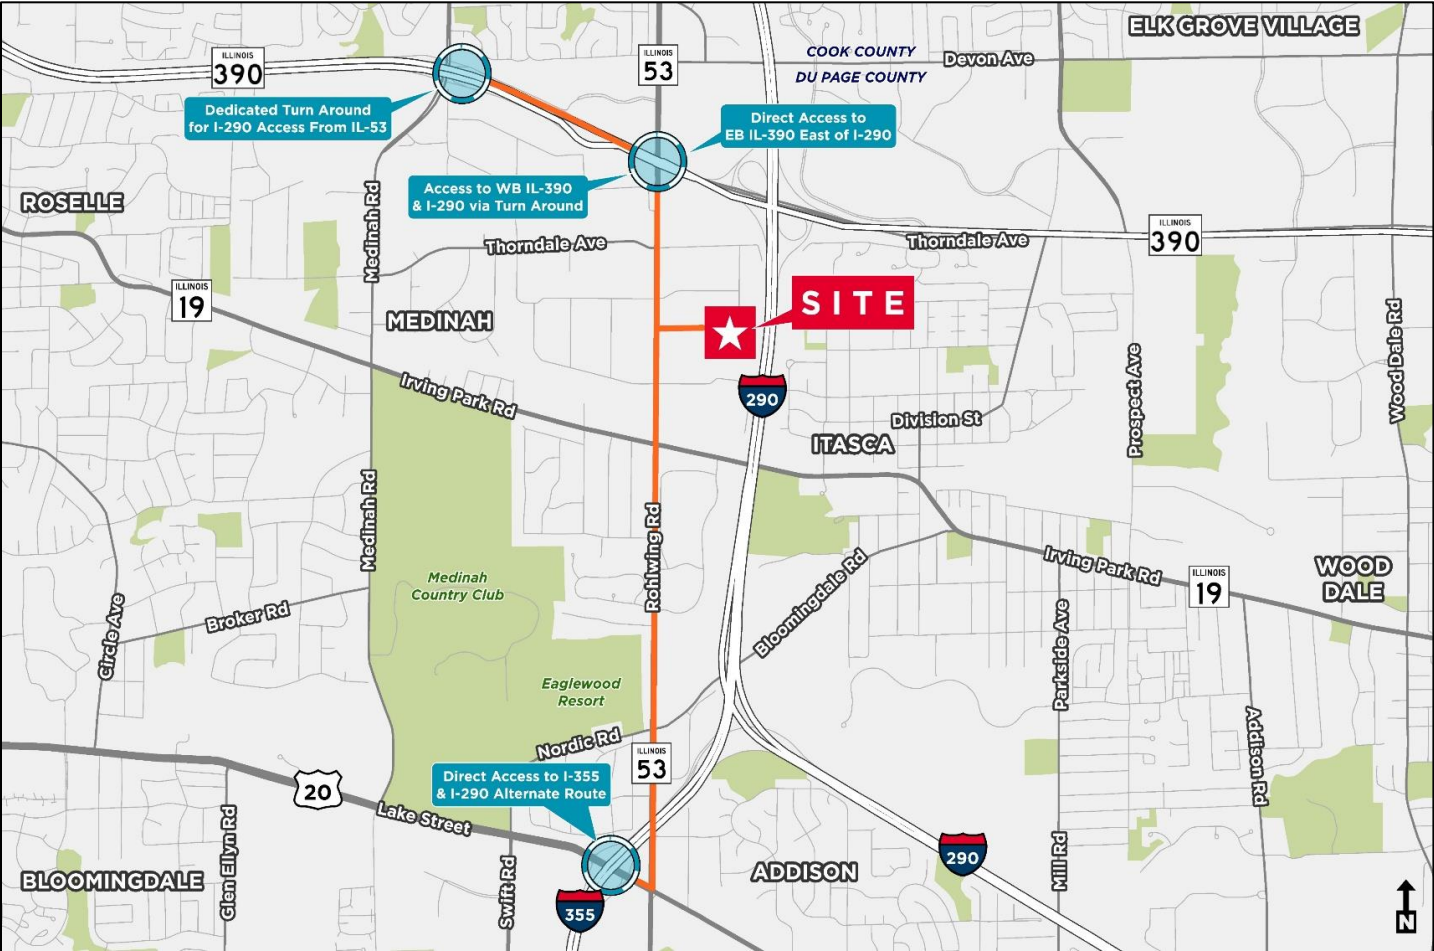 ELK GROVE VILLAGE
COOK COUNTY
DU PAGE COUNTY
Devon Ave
ILLINOIS
390
ILLINOIS
53
Dedicated Turn Around
for I-290 Access From IL-53
Direct Access to
EB IL-390 East of I-290
Access to WB IL-390
& I-290 via Turn Around
ROSELLE
Medinah Rd
Thorndale Ave
Thorndale Ave
ILLINOIS
390
ILLINOIS
19
MEDINAH
SITE
Wood Dale Rd
Prospect Ave
Irving Park Rd
290
Division St
ITASCA
Medinah Rd
Rohlwing Rd
Medinah
Country Club
Bloomingdale Rd
Irving Park Rd
ILLINOIS
19
WOOD
DALE
Circle Ave
Broker Rd
Parkside Ave
Eaglewood
Resort
Nordic Rd
ILLINOIS
53
Addison Rd
Direct Access to I-355
& I-290 Alternate Route
20
Lake Street
Glen Ellyn Rd
BLOOMINGDALE
Swift Rd
355
ADDISON
290
Mill Rd
N